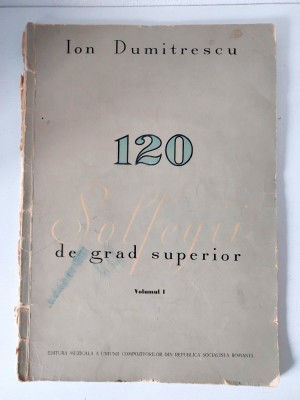 Ion Dumitrescu
120
Solfegii
de grad superior
Volumul I
EDITURA MUZICALĂ A UNIUNII COMPOZITORILOR DIN REPUBLICA SOCIALISTĂ ROMÂNIA